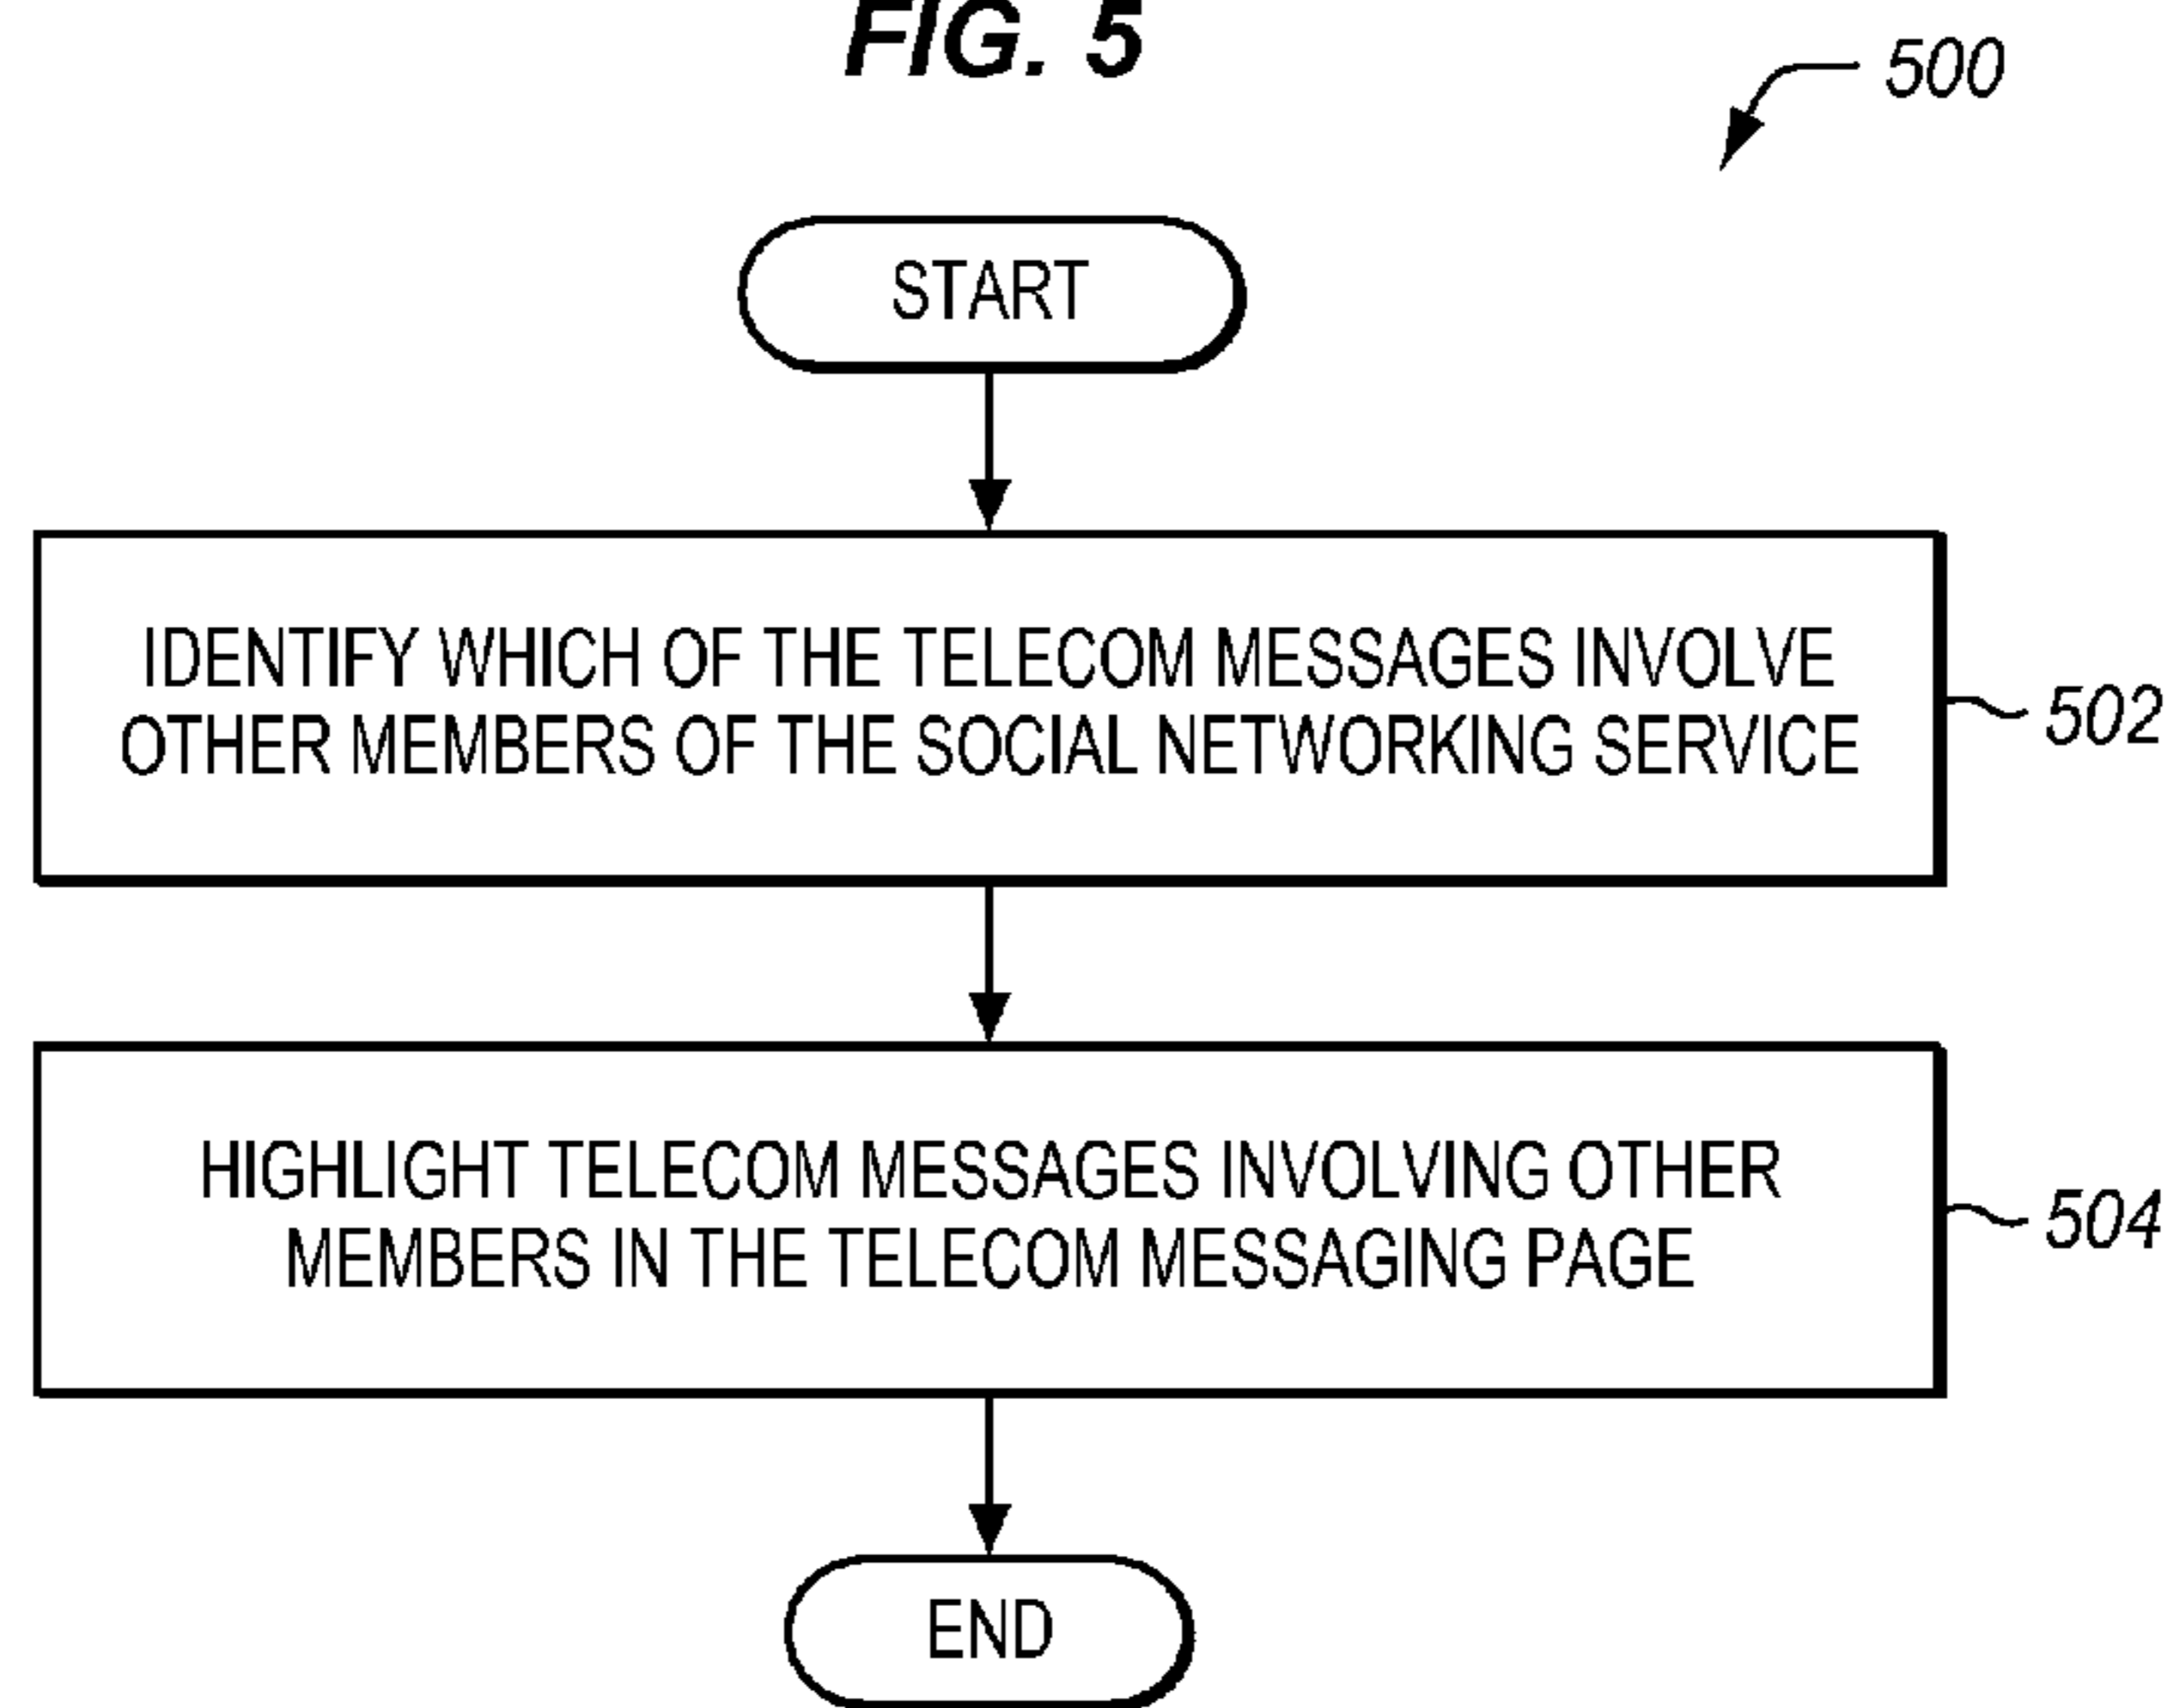 FIG. 5
500
START
IDENTIFY WHICH OF THE TELECOM MESSAGES INVOLVE
OTHER MEMBERS OF THE SOCIAL NETWORKING SERVICE
502
HIGHLIGHT TELECOM MESSAGES INVOLVING OTHER
MEMBERS IN THE TELECOM MESSAGING PAGE
504
END